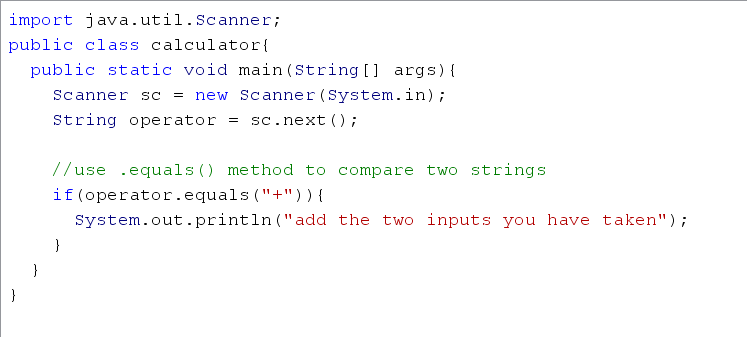 import java.util.Scanner;
public class calculator{
  public static void main(String[] args){
    Scanner sc = new Scanner(System.in);
    String operator = sc.next();

    //use .equals() method to compare two strings
    if(operator.equals("+")){
      System.out.println("add the two inputs you have taken");
    }
  }
}